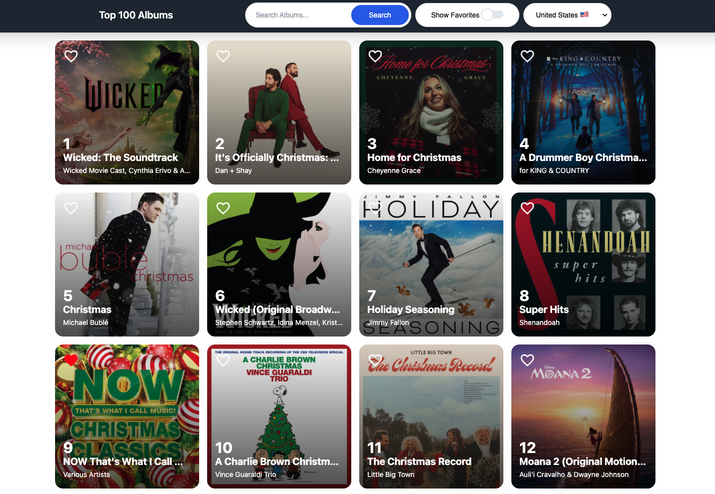 Top 100 Albums
Search Albums...
Search
Show Favorites
United States
WICKED
1
Wicked: The Soundtrack
Wicked Movie Cast, Cynthia Erivo & A...
2
It's Officially Christmas: ...
Dan + Shay
Home for Christmas
CHEYENNE GRACE
3
Home for Christmas
Cheyenne Grace
for KING & COUNTRY
A DRUMMER BOY CHRISTMAS
4
A Drummer Boy Christma...
for KING & COUNTRY
michael
bublé
christmas
5
Christmas
Michael Bublé
6
Wicked (Original Broadw...
Stephen Schwartz, Idina Menzel, Krist...
JIMMY FALLON
HOLIDAY
SEASONING
7
Holiday Seasoning
Jimmy Fallon
SHENANDOAH
super
hits
8
Super Hits
Shenandoah
NOW
THAT'S WHAT I CALL MUSIC!
CHRISTMAS
CLASSICS
9
NOW That's What I Call ...
Various Artists
THE ORIGINAL SOUND TRACK RECORDING OF THE CBS TELEVISION SPECIAL
A CHARLIE BROWN
CHRISTMAS
VINCE GUARALDI
TRIO
10
A Charlie Brown Christm...
Vince Guaraldi Trio
LITTLE BIG TOWN
The Christmas Record
11
The Christmas Record
Little Big Town
Disney
MOANA 2
12
Moana 2 (Original Motion...
Auli'i Cravalho & Dwayne Johnson